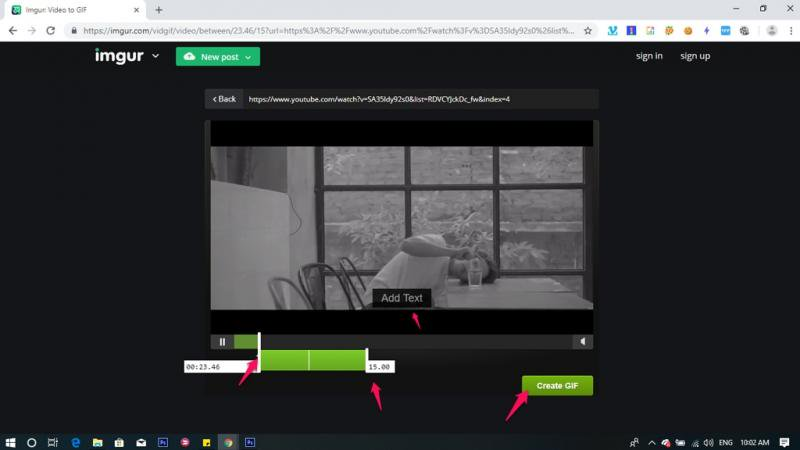 Imgur: Video to GIF
https://imgur.com/vidgif/video/between/23.46/15?url=https%3A%2F%2Fwww.youtube.com%2Fwatch%3Fv%3DSA35Idy92s0%26list%...
imgur
New post
sign in
sign up
Back
https://www.youtube.com/watch?v=SA35Idy92s0&list=RDVCYJckDc_fw&index=4
Add Text
00:23.46
15.00
Create GIF
ENG
10:02 AM